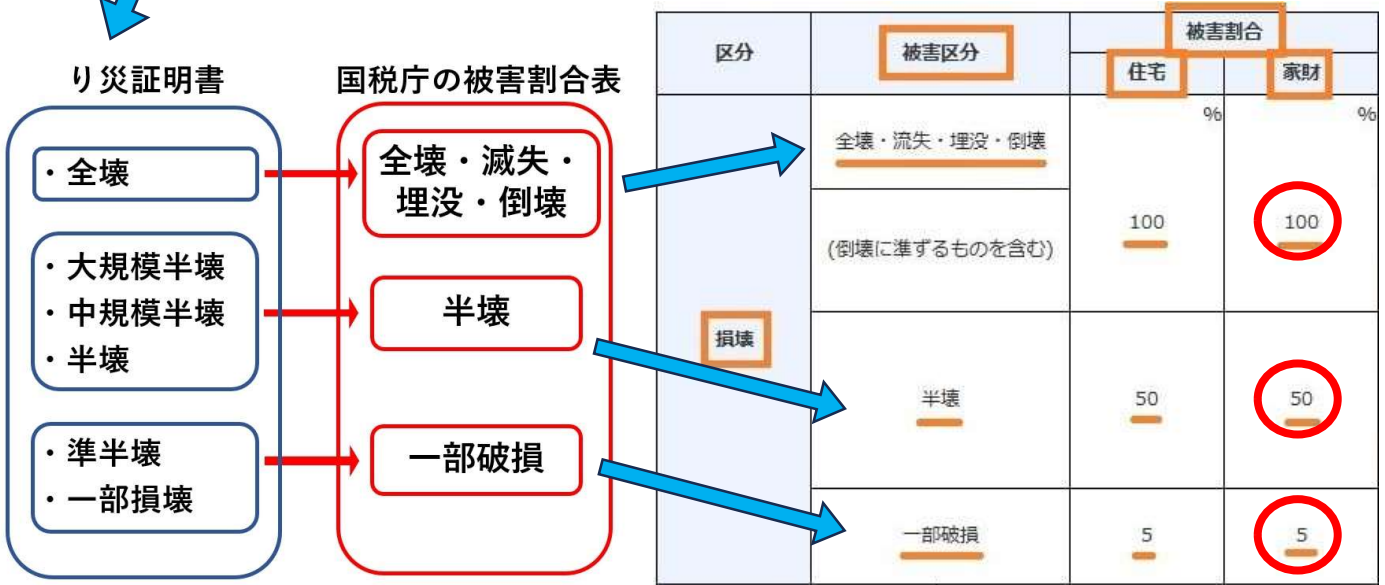 り災証明書
・全壊
・大規模半壊
・中規模半壊
・半壊
・準半壊
・一部損壊
国税庁の被害割合表
全壊・滅失・
埋没・倒壊
半壊
一部破損
区分
被害区分
被害割合
住宅
家財
損壊
全壊・流失・埋没・倒壊
(倒壊に準ずるものを含む)
%
100
%
100
半壊
50
50
一部破損
5
5